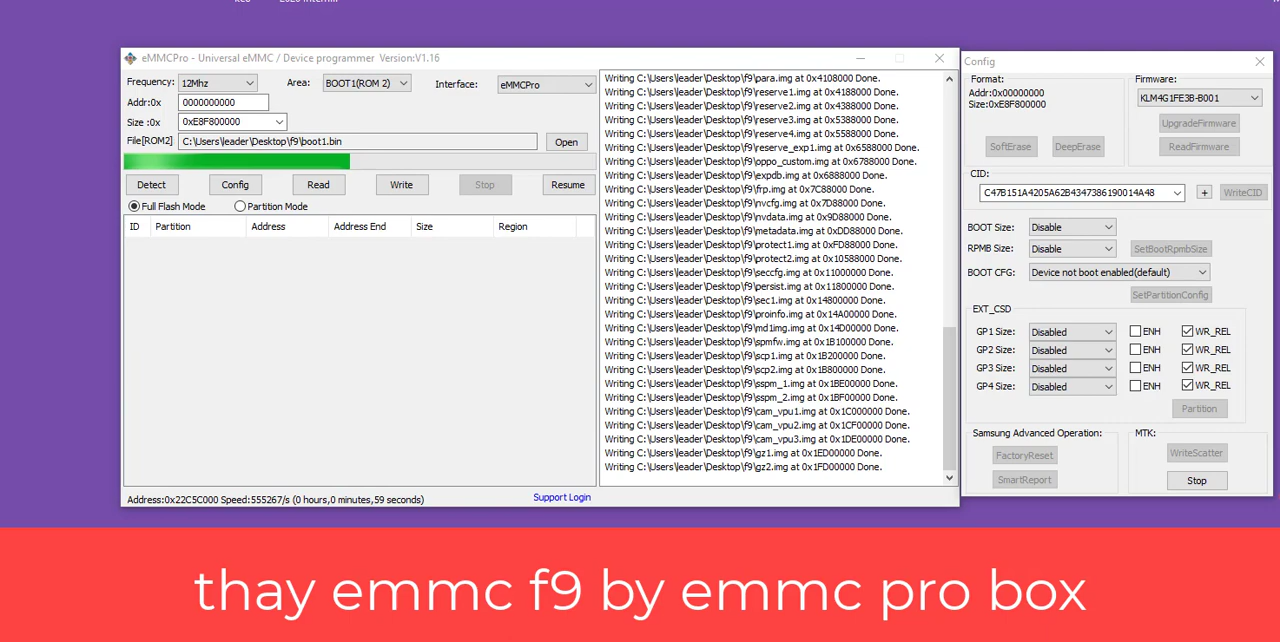 eMMCPro - Universal eMMC / Device programmer Version:V1.16
Frequency: 12Mhz Area: BOOT1(ROM 2) Interface: eMMCPro
Addr:0x 0000000000
Size :0x 0xE8F800000
File[ROM2] C:\Users\leader\Desktop\f9\boot1.bin Open
Detect Config Read Write Stop Resume
Full Flash Mode Partition Mode
ID Partition Address Address End Size Region
Address:0x22C5C000 Speed:555267/s (0 hours,0 minutes,59 seconds) Support Login
Writing C:\Users\leader\Desktop\f9\para.img at 0x4108000 Done.
Writing C:\Users\leader\Desktop\f9\reserve1.img at 0x4188000 Done.
Writing C:\Users\leader\Desktop\f9\reserve2.img at 0x4388000 Done.
Writing C:\Users\leader\Desktop\f9\reserve3.img at 0x5388000 Done.
Writing C:\Users\leader\Desktop\f9\reserve4.img at 0x5588000 Done.
Writing C:\Users\leader\Desktop\f9\reserve_exp1.img at 0x6588000 Done.
Writing C:\Users\leader\Desktop\f9\oppo_custom.img at 0x6788000 Done.
Writing C:\Users\leader\Desktop\f9\expdb.img at 0x6888000 Done.
Writing C:\Users\leader\Desktop\f9\frp.img at 0x7C88000 Done.
Writing C:\Users\leader\Desktop\f9\nvcfg.img at 0x7D88000 Done.
Writing C:\Users\leader\Desktop\f9\nvdata.img at 0x9D88000 Done.
Writing C:\Users\leader\Desktop\f9\metadata.img at 0xDD88000 Done.
Writing C:\Users\leader\Desktop\f9\protect1.img at 0xFD88000 Done.
Writing C:\Users\leader\Desktop\f9\protect2.img at 0x10588000 Done.
Writing C:\Users\leader\Desktop\f9\seccfg.img at 0x11000000 Done.
Writing C:\Users\leader\Desktop\f9\persist.img at 0x11800000 Done.
Writing C:\Users\leader\Desktop\f9\sec1.img at 0x14800000 Done.
Writing C:\Users\leader\Desktop\f9\proinfo.img at 0x14A00000 Done.
Writing C:\Users\leader\Desktop\f9\md1img.img at 0x14D00000 Done.
Writing C:\Users\leader\Desktop\f9\spmfw.img at 0x1B100000 Done.
Writing C:\Users\leader\Desktop\f9\scp1.img at 0x1B200000 Done.
Writing C:\Users\leader\Desktop\f9\scp2.img at 0x1B800000 Done.
Writing C:\Users\leader\Desktop\f9\sspm_1.img at 0x1BE00000 Done.
Writing C:\Users\leader\Desktop\f9\sspm_2.img at 0x1BF00000 Done.
Writing C:\Users\leader\Desktop\f9\cam_vpu1.img at 0x1C000000 Done.
Writing C:\Users\leader\Desktop\f9\cam_vpu2.img at 0x1CF00000 Done.
Writing C:\Users\leader\Desktop\f9\cam_vpu3.img at 0x1DE00000 Done.
Writing C:\Users\leader\Desktop\f9\gz1.img at 0x1ED00000 Done.
Writing C:\Users\leader\Desktop\f9\gz2.img at 0x1FD00000 Done.
Config
Format: Firmware:
Addr:0x00000000 KLM4G1FE3B-B001
Size:0xE8F800000
UpgradeFirmware
SoftErase DeepErase ReadFirmware
CID:
C47B151A4205A62B4347386190014A48 + WriteCID
BOOT Size: Disable
RPMB Size: Disable SetBootRpmbSize
BOOT CFG: Device not boot enabled(default)
SetPartitionConfig
EXT_CSD
GP1 Size: Disabled ENH WR_REL
GP2 Size: Disabled ENH WR_REL
GP3 Size: Disabled ENH WR_REL
GP4 Size: Disabled ENH WR_REL
Partition
Samsung Advanced Operation: MTK:
FactoryReset WriteScatter
SmartReport Stop
thay emmc f9 by emmc pro box